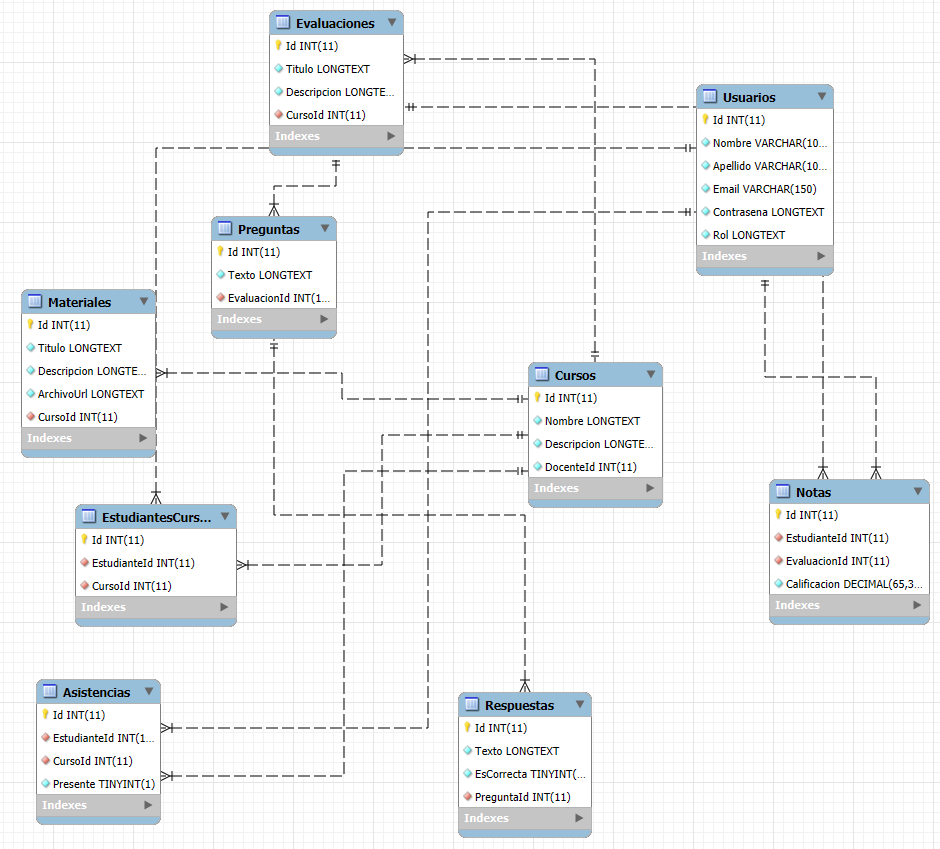 Evaluaciones
Id INT(11)
Titulo LONGTEXT
Descripcion LONGTE...
CursoId INT(11)
Indexes
Usuarios
Id INT(11)
Nombre VARCHAR(10...
Apellido VARCHAR(10...
Email VARCHAR(150)
Contrasena LONGTEXT
Rol LONGTEXT
Indexes
Preguntas
Id INT(11)
Texto LONGTEXT
EvaluacionId INT(1...
Indexes
Materiales
Id INT(11)
Titulo LONGTEXT
Descripcion LONGTE...
ArchivoUrl LONGTEXT
CursoId INT(11)
Indexes
Cursos
Id INT(11)
Nombre LONGTEXT
Descripcion LONGTE...
DocenteId INT(11)
Indexes
Notas
Id INT(11)
EstudianteId INT(11)
EvaluacionId INT(11)
Calificacion DECIMAL(65,3...
Indexes
EstudiantesCurs...
Id INT(11)
EstudianteId INT(11)
CursoId INT(11)
Indexes
Asistencias
Id INT(11)
EstudianteId INT(1...
CursoId INT(11)
Presente TINYINT(1)
Indexes
Respuestas
Id INT(11)
Texto LONGTEXT
EsCorrecta TINYINT(...
PreguntaId INT(11)
Indexes